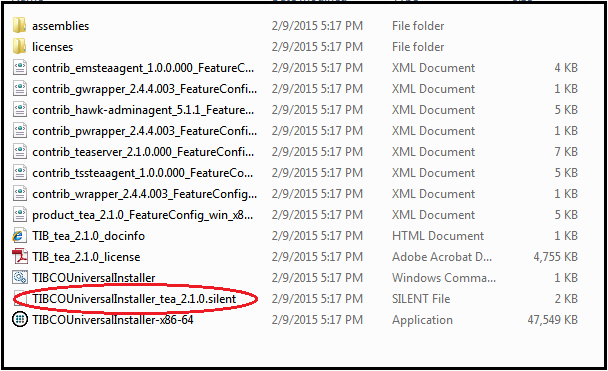 assemblies 2/9/2015 5:17 PM File folder
licenses 2/9/2015 5:17 PM File folder
contrib_emsteaagent_1.0.0.000_FeatureC... 2/9/2015 5:17 PM XML Document 4 KB
contrib_gwrapper_2.4.4.003_FeatureConfi... 2/9/2015 5:17 PM XML Document 1 KB
contrib_hawk-adminagent_5.1.1_Featur... 2/9/2015 5:17 PM XML Document 5 KB
contrib_pwrapper_2.4.4.003_FeatureConfi... 2/9/2015 5:17 PM XML Document 1 KB
contrib_teaserver_2.1.0.000_FeatureConfi... 2/9/2015 5:17 PM XML Document 7 KB
contrib_tssteaagent_1.0.0.000_FeatureCo... 2/9/2015 5:17 PM XML Document 5 KB
contrib_wrapper_2.4.4.003_FeatureConfig... 2/9/2015 5:17 PM XML Document 1 KB
product_tea_2.1.0_FeatureConfig_win_x8... 2/9/2015 5:17 PM XML Document 5 KB
TIB_tea_2.1.0_docinfo 2/9/2015 5:17 PM HTML Document 1 KB
TIB_tea_2.1.0_license 2/9/2015 5:17 PM Adobe Acrobat D... 4,755 KB
TIBCOUniversalInstaller 2/9/2015 5:17 PM Windows Comma... 1 KB
TIBCOUniversalInstaller_tea_2.1.0.silent 2/9/2015 5:17 PM SILENT File 2 KB
TIBCOUniversalInstaller-x86-64 2/9/2015 5:17 PM Application 47,549 KB